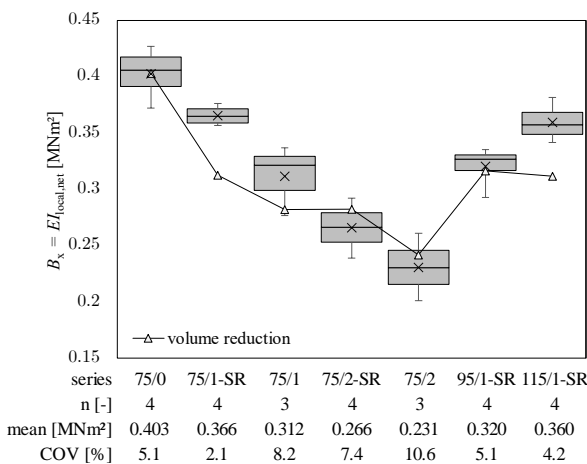 0.45
0.4
0.35
0.3
0.25
0.2
0.15
Bx = EIlocal,net [MNm²]
volume reduction
series 75/0 75/1-SR 75/1 75/2-SR 75/2 95/1-SR 115/1-SR
n [-] 4 4 3 4 3 4 4
mean [MNm²] 0.403 0.366 0.312 0.266 0.231 0.320 0.360
COV [%] 5.1 2.1 8.2 7.4 10.6 5.1 4.2